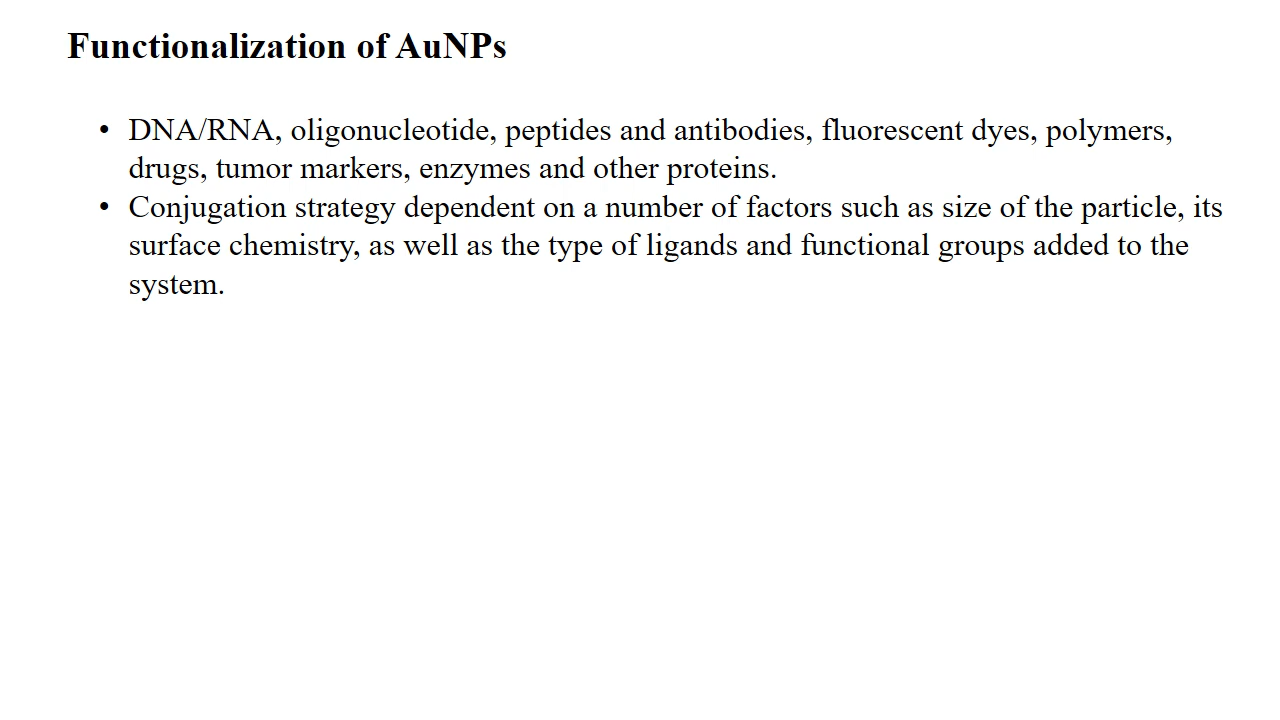 Functionalization of AuNPs
• DNA/RNA, oligonucleotide, peptides and antibodies, fluorescent dyes, polymers,
drugs, tumor markers, enzymes and other proteins.
• Conjugation strategy dependent on a number of factors such as size of the particle, its
surface chemistry, as well as the type of ligands and functional groups added to the
system.